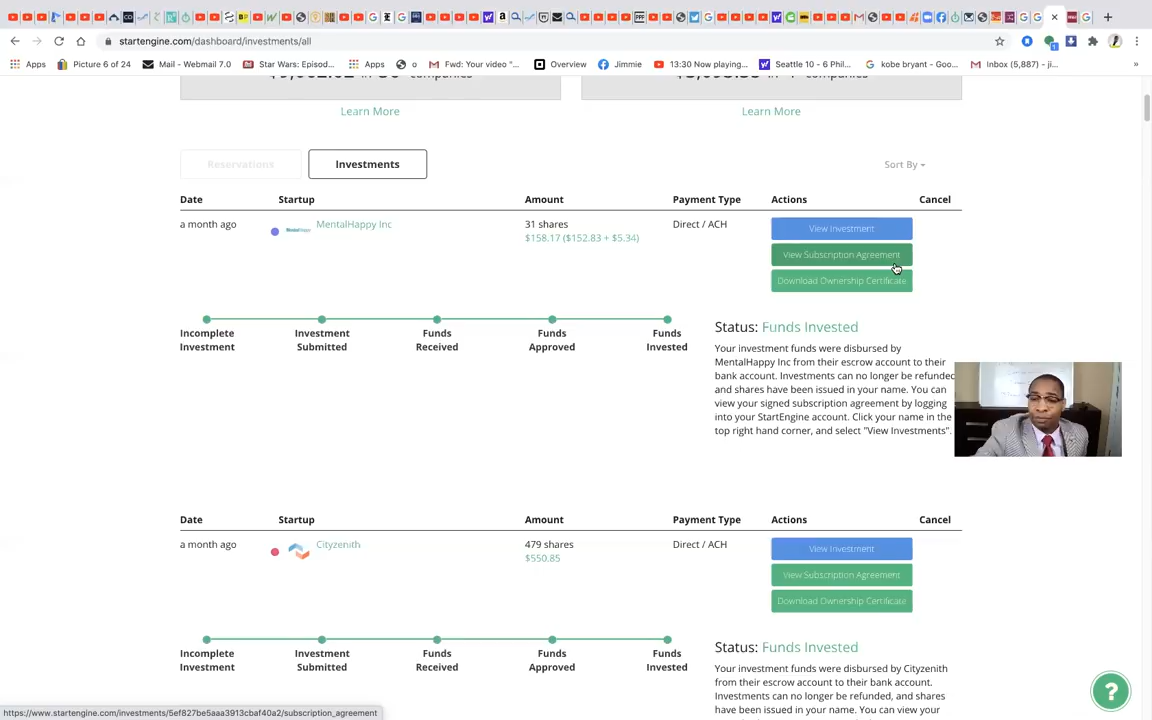 startengine.com/dashboard/investments/all
Apps Picture 6 of 24 Mail - Webmail 7.0 Star Wars: Episod... Apps o Fwd: Your video "... Overview Jimmie 13:30 Now playing... Seattle 10 - 6 Phil... kobe bryant - Goo... Inbox (5,887) - ji... »
companies companies
Learn More Learn More
Reservations Investments Sort By
Date Startup Amount Payment Type Actions Cancel
a month ago MentalHappy Inc 31 shares Direct / ACH View Investment
$158.17 ($152.83 + $5.34)
View Subscription Agreement
Download Ownership Certificate
Incomplete Investment Investment Submitted Funds Received Funds Approved Funds Invested
Status: Funds Invested
Your investment funds were disbursed by
MentalHappy Inc from their escrow account to their
bank account. Investments can no longer be refunded
and shares have been issued in your name. You can
view your signed subscription agreement by logging
into your StartEngine account. Click your name in the
top right hand corner, and select "View Investments".
Date Startup Amount Payment Type Actions Cancel
a month ago Cityzenith 479 shares Direct / ACH View Investment
$550.85
View Subscription Agreement
Download Ownership Certificate
Incomplete Investment Investment Submitted Funds Received Funds Approved Funds Invested
Status: Funds Invested
Your investment funds were disbursed by Cityzenith
from their escrow account to their bank account.
Investments can no longer be refunded, and shares
have been issued in your name. You can view your
https://www.startengine.com/investments/5ef827be5aaa3913cbaf40a2/subscription_agreement
?